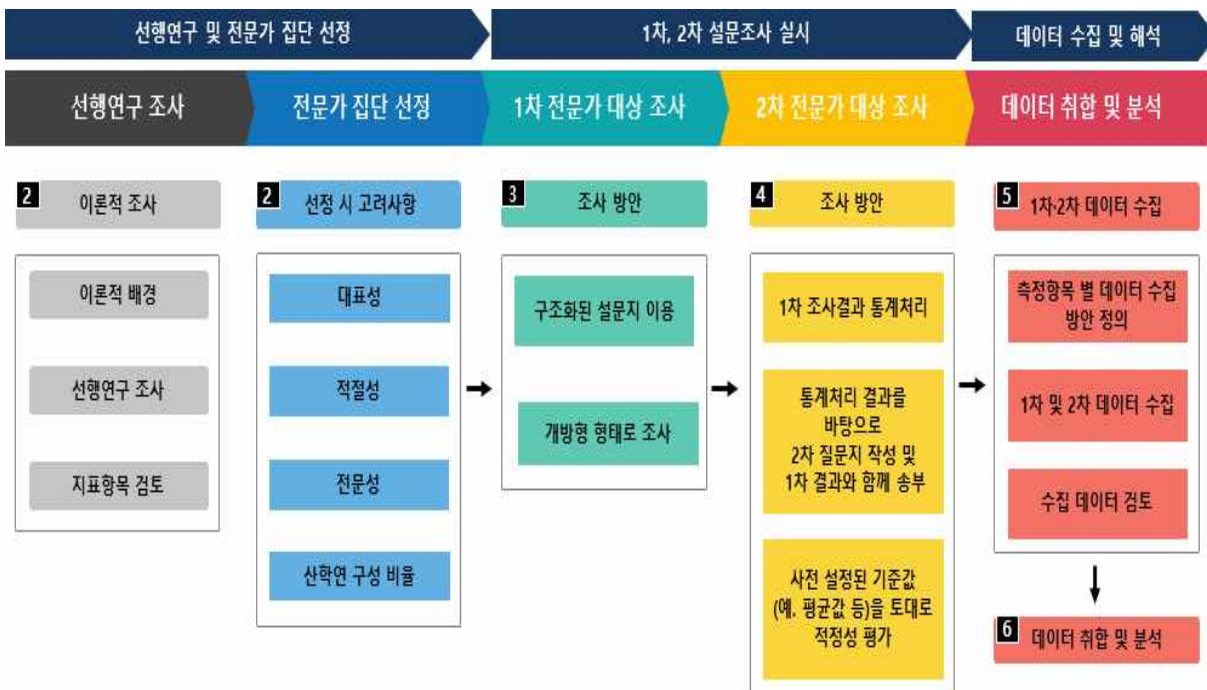 선행연구 및 전문가 집단 선정
1차, 2차 설문조사 실시
데이터 수집 및 해석
선행연구 조사
전문가 집단 선정
1차 전문가 대상 조사
2차 전문가 대상 조사
데이터 취합 및 분석
2 이론적 조사
이론적 배경
선행연구 조사
지표항목 검토
2 선정 시 고려사항
대표성
적절성
전문성
산학연 구성 비율
3 조사 방안
구조화된 설문지 이용
개방형 형태로 조사
4 조사 방안
1차 조사결과 통계처리
통계처리 결과를
바탕으로
2차 질문지 작성 및
1차 결과와 함께 송부
사전 설정된 기준값
(예. 평균값 등)을 토대로
적정성 평가
5 1차·2차 데이터 수집
측정항목 별 데이터 수집
방안 정의
1차 및 2차 데이터 수집
수집 데이터 검토
6 데이터 취합 및 분석